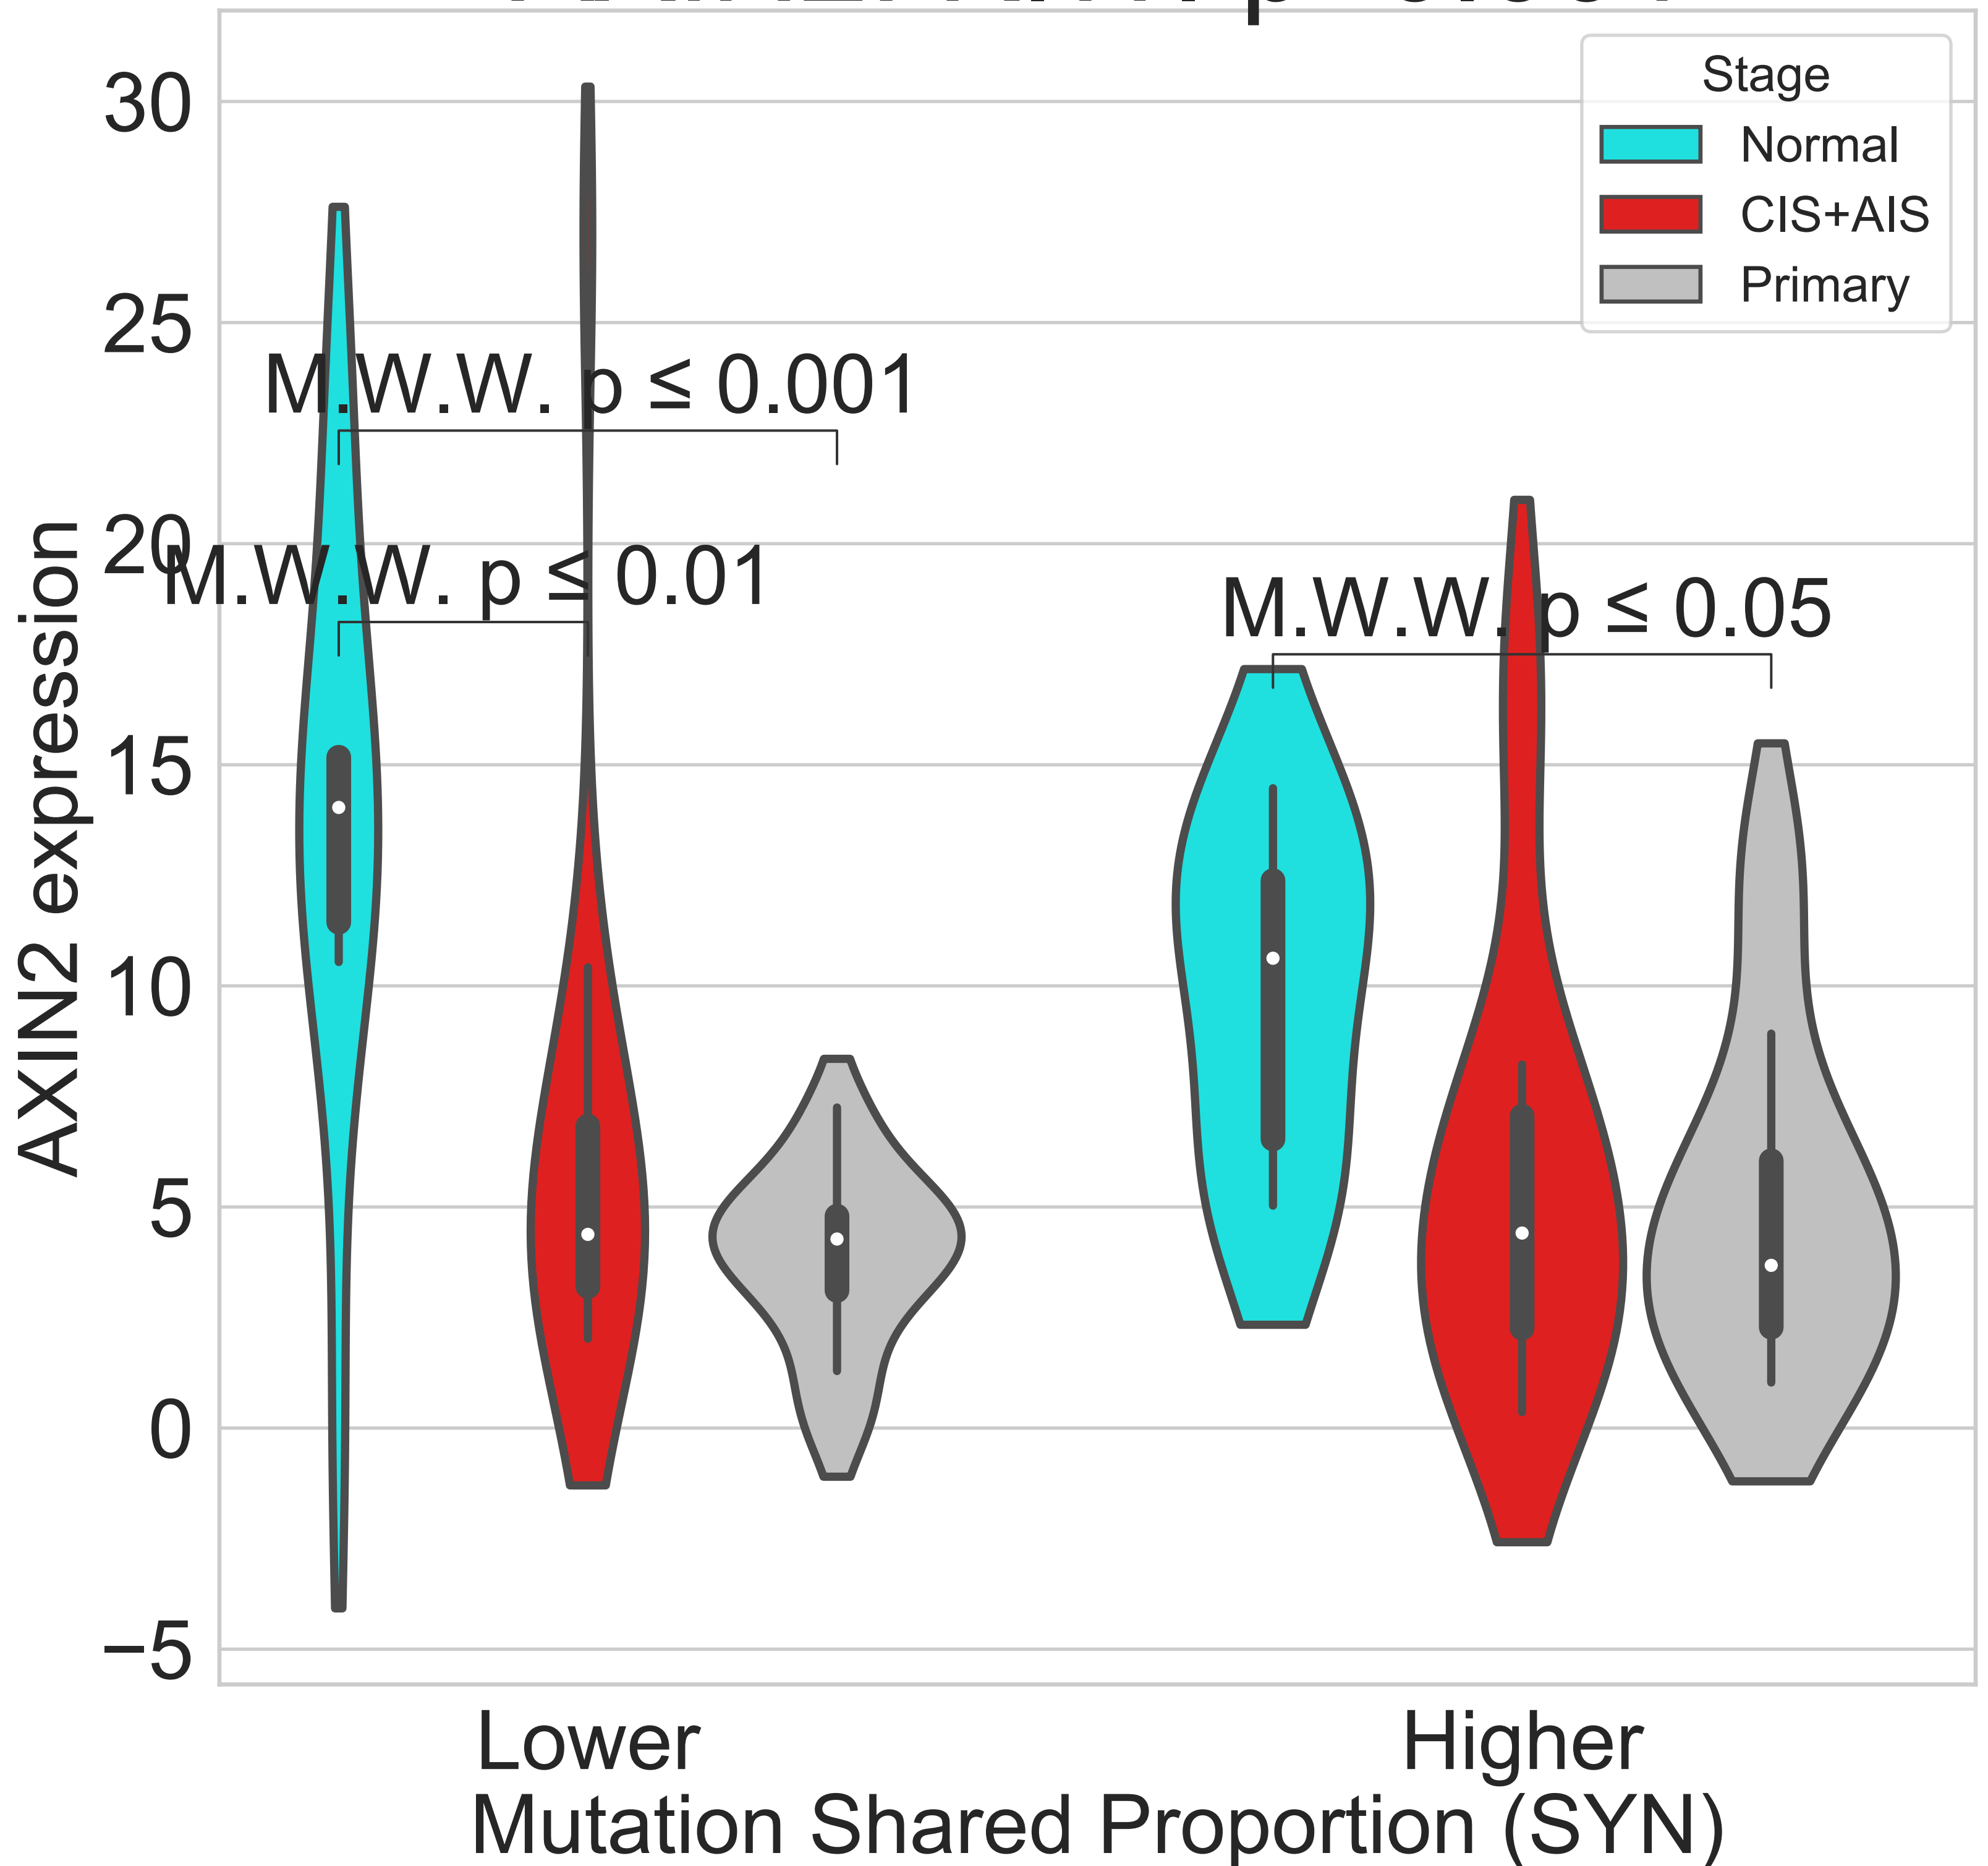 Stage
Normal
CIS+AIS
Primary
30
25
20
15
10
5
0
−5
AXIN2 expression
M.W.W. p ≤ 0.001
M.W.W. p ≤ 0.01
M.W.W. p ≤ 0.05
Lower
Higher
Mutation Shared Proportion (SYN)